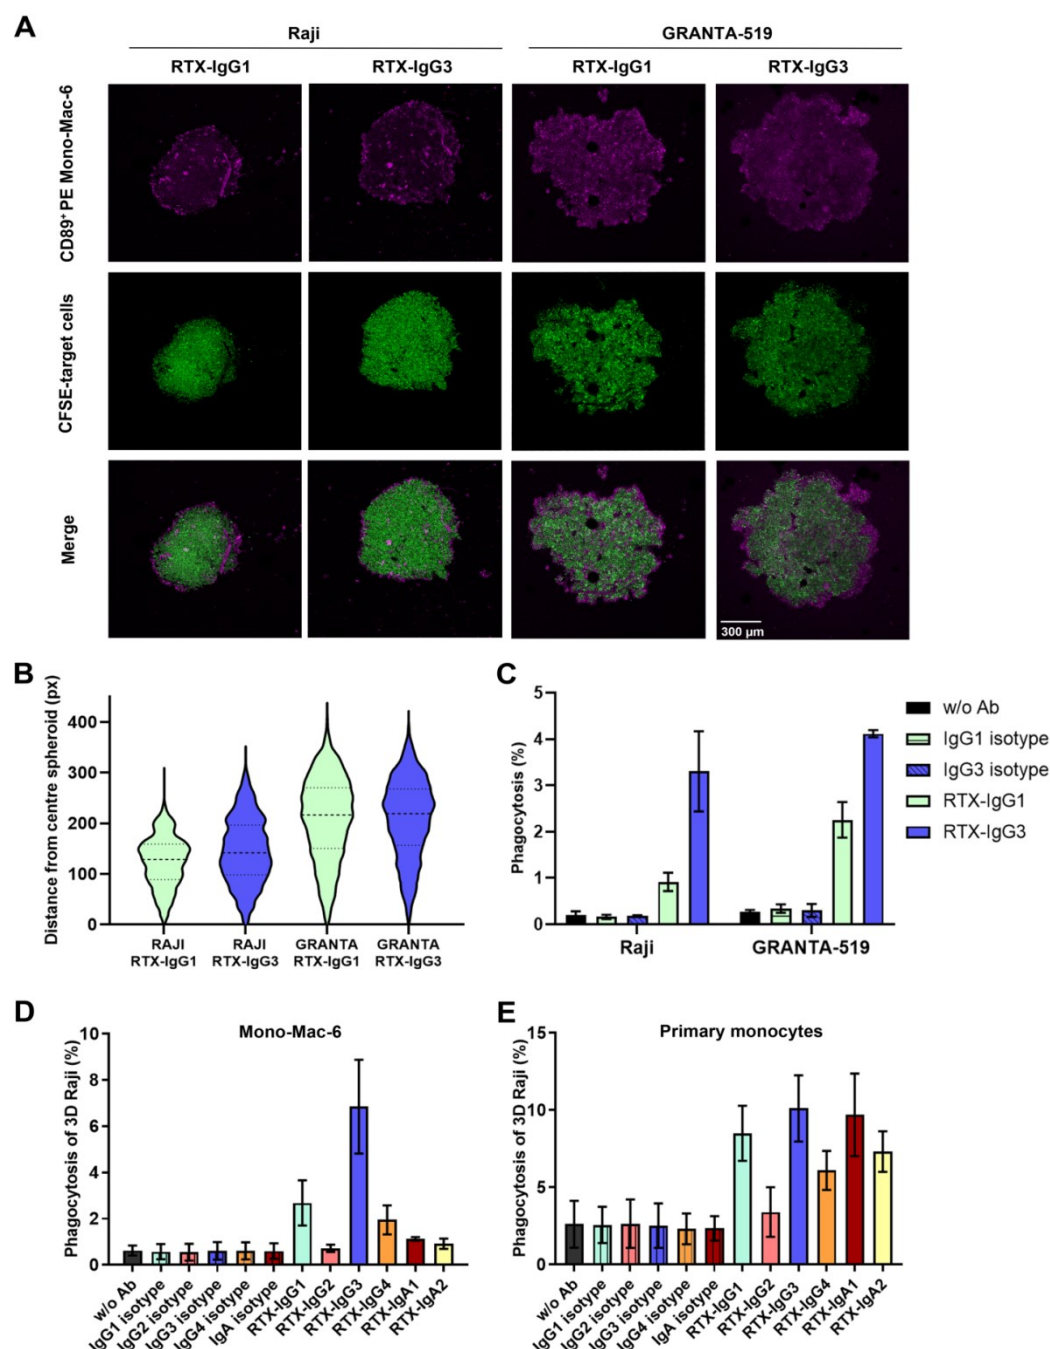 A
Raji
GRANTA-519
RTX-IgG1
RTX-IgG3
RTX-IgG1
RTX-IgG3
CD89⁺ PE Mono-Mac-6
CFSE-target cells
Merge
300 µm
B
Distance from centre spheroid (px)
400
300
200
100
0
RAJI
RTX-IgG1
RAJI
RTX-IgG3
GRANTA
RTX-IgG1
GRANTA
RTX-IgG3
C
Phagocytosis (%)
5
4
3
2
1
0
Raji
GRANTA-519
w/o Ab
IgG1 isotype
IgG3 isotype
RTX-IgG1
RTX-IgG3
D
Mono-Mac-6
Phagocytosis of 3D Raji (%)
10
8
6
4
2
0
w/o Ab
IgG1 isotype
IgG2 isotype
IgG3 isotype
IgG4 isotype
IgA isotype
RTX-IgG1
RTX-IgG2
RTX-IgG3
RTX-IgG4
RTX-IgA1
RTX-IgA2
E
Primary monocytes
Phagocytosis of 3D Raji (%)
15
10
5
0
w/o Ab
IgG1 isotype
IgG2 isotype
IgG3 isotype
IgG4 isotype
IgA isotype
RTX-IgG1
RTX-IgG2
RTX-IgG3
RTX-IgG4
RTX-IgA1
RTX-IgA2